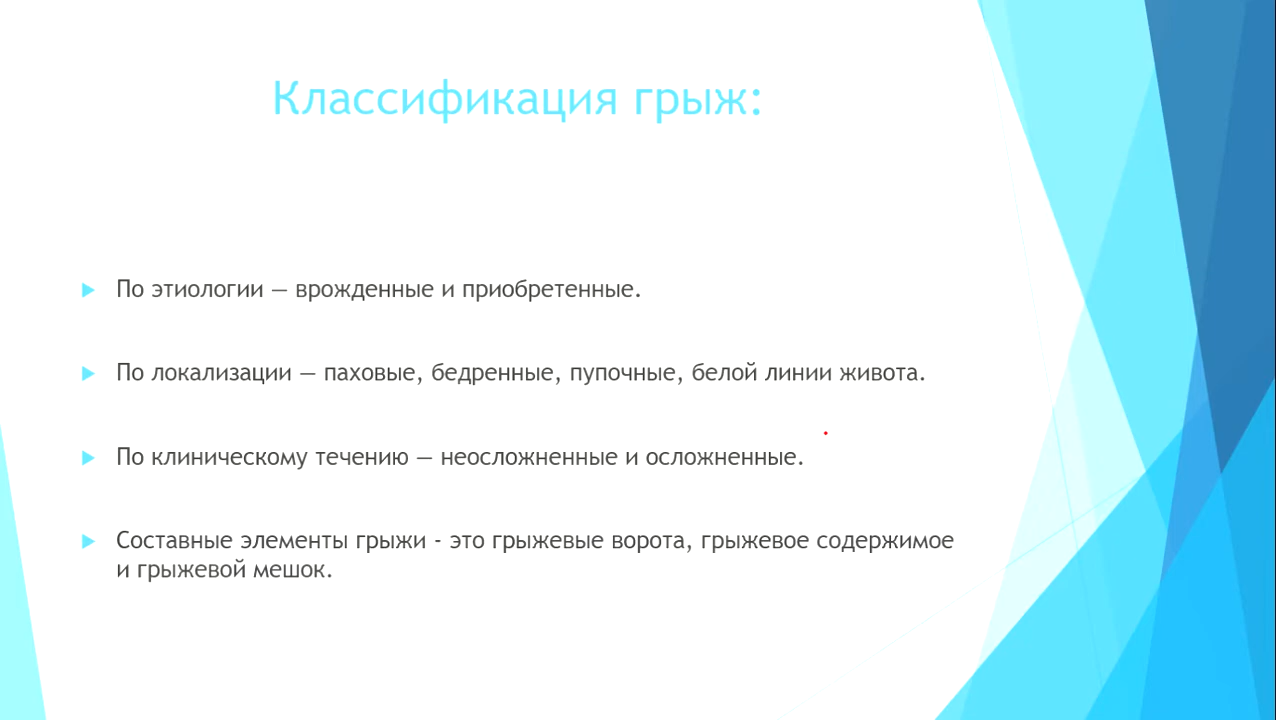 Классификация грыж:
По этиологии — врожденные и приобретенные.
По локализации — паховые, бедренные, пупочные, белой линии живота.
По клиническому течению — неосложненные и осложненные.
Составные элементы грыжи - это грыжевые ворота, грыжевое содержимое
и грыжевой мешок.